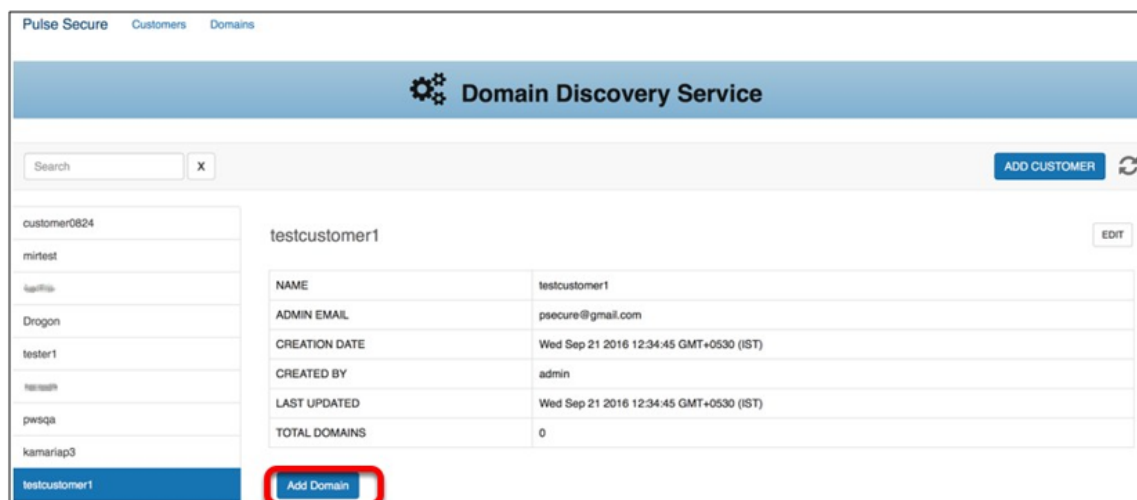 Pulse Secure Customers Domains
Domain Discovery Service
Search X ADD CUSTOMER
customer0824
mirtest
Drogon
tester1
pwsqa
kamariap3
testcustomer1
testcustomer1 EDIT
NAME testcustomer1
ADMIN EMAIL psecure@gmail.com
CREATION DATE Wed Sep 21 2016 12:34:45 GMT+0530 (IST)
CREATED BY admin
LAST UPDATED Wed Sep 21 2016 12:34:45 GMT+0530 (IST)
TOTAL DOMAINS 0
Add Domain